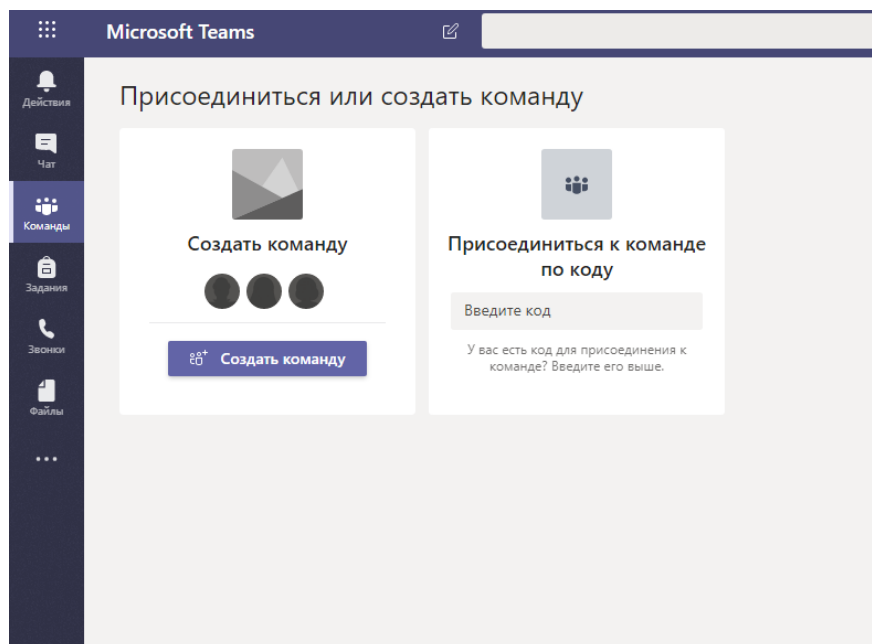 Microsoft Teams
Действия
Чат
Команды
Задания
Звонки
Файлы
Присоединиться или создать команду
Создать команду
Создать команду
Присоединиться к команде
по коду
Введите код
У вас есть код для присоединения к
команде? Введите его выше.